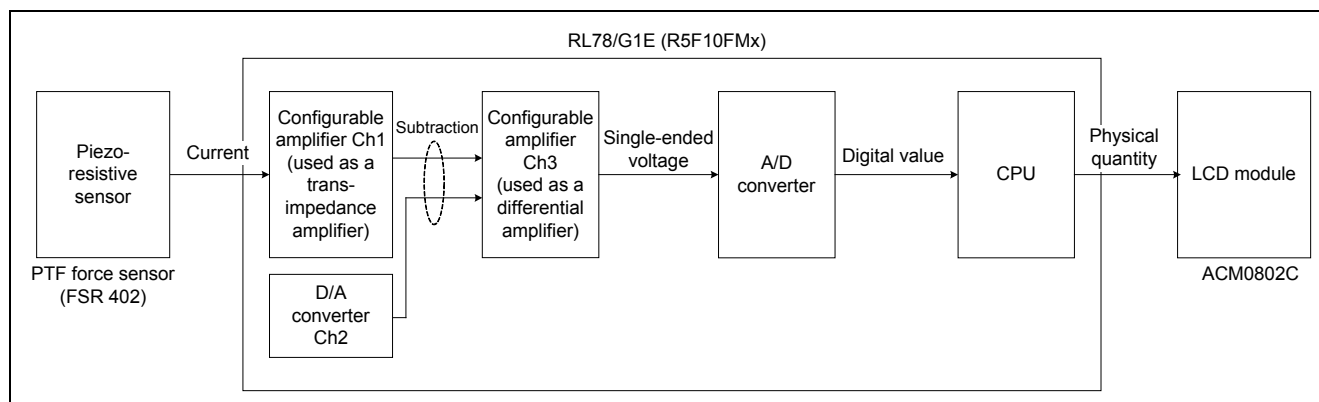 RL78/G1E (R5F10FMx)
Piezo-
resistive
sensor
PTF force sensor
(FSR 402)
Current
Configurable
amplifier Ch1
(used as a
trans-
impedance
amplifier)
Subtraction
D/A
converter
Ch2
Configurable
amplifier
Ch3
(used as a
differential
amplifier)
Single-ended
voltage
A/D
converter
Digital value
CPU
Physical
quantity
LCD module
ACM0802C